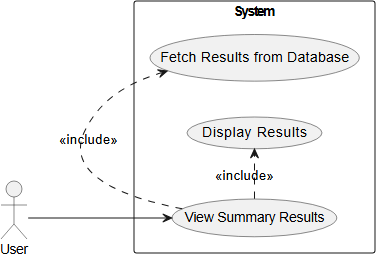 System
Fetch Results from Database
«include»
Display Results
«include»
View Summary Results
User